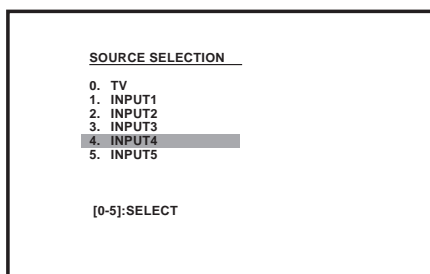 SOURCE SELECTION
0. TV
1. INPUT1
2. INPUT2
3. INPUT3
4. INPUT4
5. INPUT5
[0-5]:SELECT